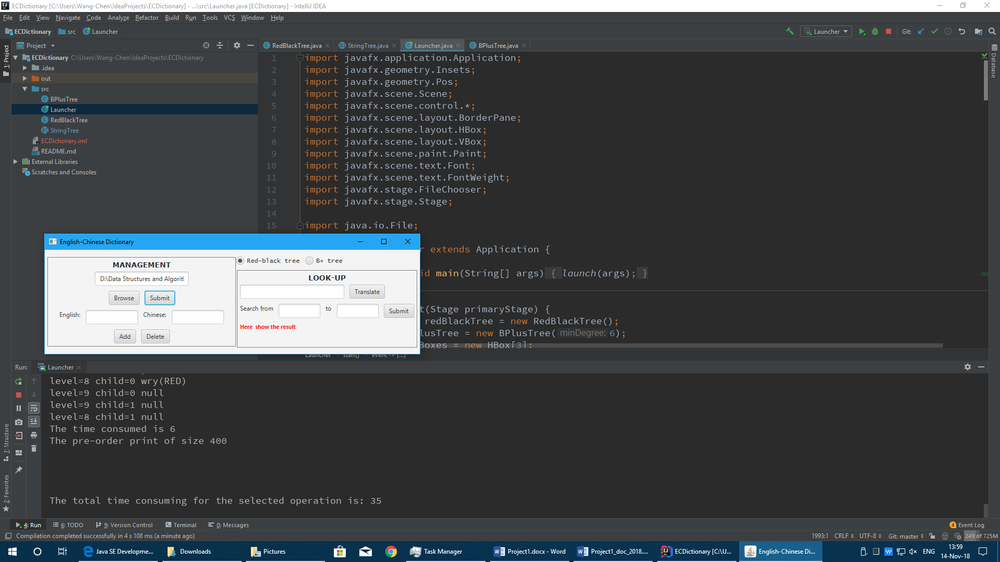 ECDictionary [C:\Users\Wang-Chen\IdeaProjects\ECDictionary] - ...\src\Launcher.java [ECDictionary] - IntelliJ IDEA
File Edit View Navigate Code Analyze Refactor Build Run Tools VCS Window Help
ECDictionary src Launcher
Launcher Git:
1: Project
Project
ECDictionary C:\Users\Wang-Chen\IdeaProjects\ECDictionary
.idea
out
src
BPlusTree
Launcher
RedBlackTree
StringTree
ECDictionary.iml
README.md
External Libraries
Scratches and Consoles
RedBlackTree.java StringTree.java Launcher.java BPlusTree.java
Database
1 import javafx.application.Application;
2 import javafx.geometry.Insets;
3 import javafx.geometry.Pos;
4 import javafx.scene.Scene;
5 import javafx.scene.control.*;
6 import javafx.scene.layout.BorderPane;
7 import javafx.scene.layout.HBox;
8 import javafx.scene.layout.VBox;
9 import javafx.scene.paint.Paint;
10 import javafx.scene.text.Font;
11 import javafx.scene.text.FontWeight;
12 import javafx.stage.FileChooser;
13 import javafx.stage.Stage;
14
15 import java.io.File;
r extends Application {
id main(String[] args) { launch(args); }
t(Stage primaryStage) {
redBlackTree = new RedBlackTree();
lusTree = new BPlusTree( minDegree: 6);
Boxes = new HBox[3];
Launcher start() event -> {...}
English-Chinese Dictionary
MANAGEMENT
D:\Data Structures and Algorit
Browse Submit
English: Chinese:
Add Delete
Red-black tree B+ tree
LOOK-UP
Translate
Search from to Submit
Here show the result
Run: Launcher
level=8 child=0 wry(RED)
level=9 child=0 null
level=9 child=1 null
level=8 child=1 null
The time consumed is 6
The pre-order print of size 400
The total time consuming for the selected operation is: 35
7: Structure
2: Favorites
4: Run 6: TODO 9: Version Control Terminal 0: Messages
4 Event Log
Compilation completed successfully in 4 s 108 ms (a minute ago)
1993:1 CRLF UTF-8 Git: master 249 of 725M
Java SE Developme... Downloads Pictures Task Manager Project1.docx - Word Project1_doc_2018.... ECDictionary [C:\U... English-Chinese Di...
ENG
13:59
14-Nov-18